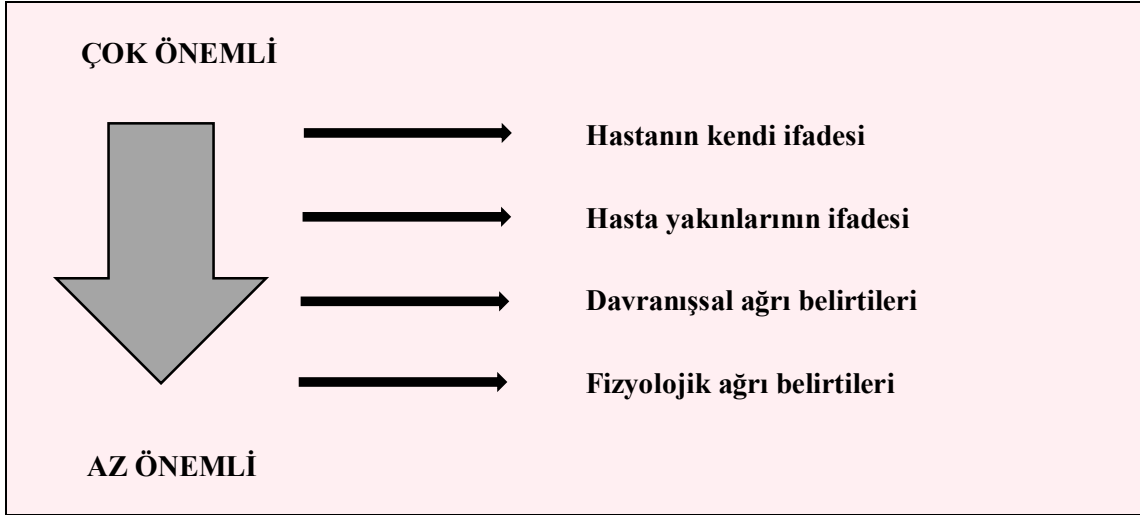 ÇOK ÖNEMLİ
Hastanın kendi ifadesi
Hasta yakınlarının ifadesi
Davranışsal ağrı belirtileri
Fizyolojik ağrı belirtileri
AZ ÖNEMLİ